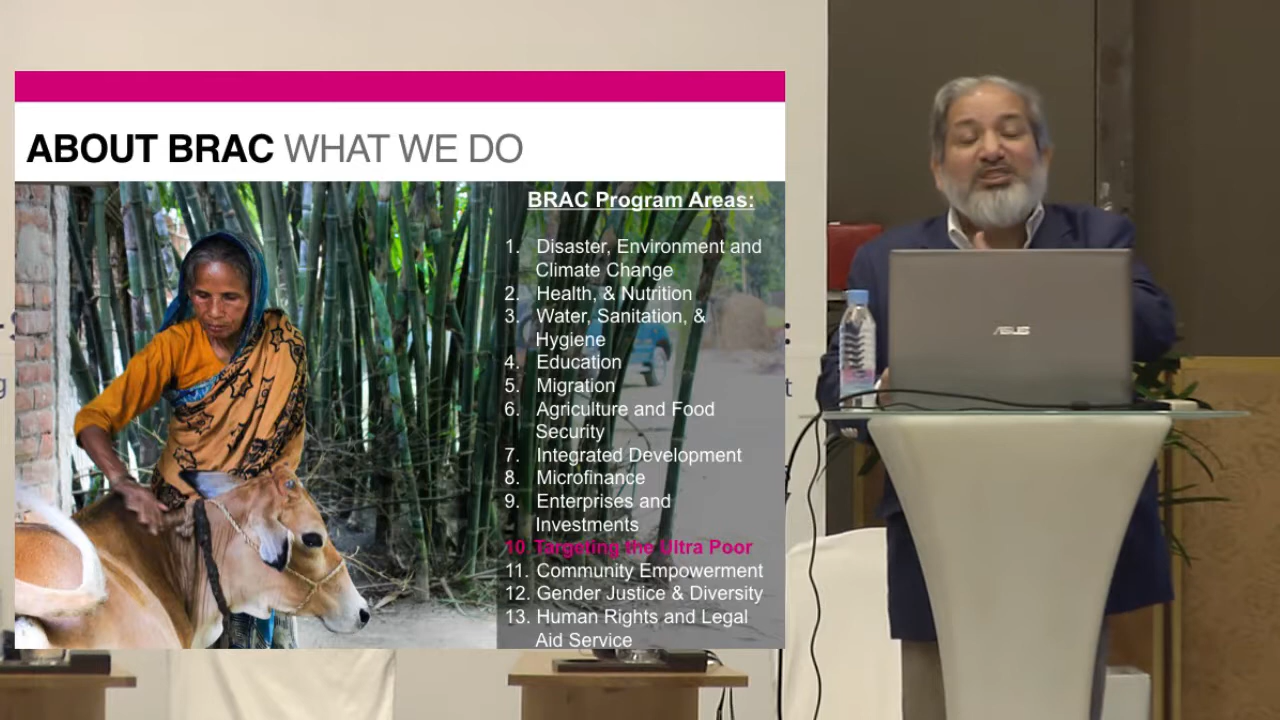 ABOUT BRAC WHAT WE DO
BRAC Program Areas:
1. Disaster, Environment and
Climate Change
2. Health, & Nutrition
3. Water, Sanitation, &
Hygiene
4. Education
5. Migration
6. Agriculture and Food
Security
7. Integrated Development
8. Microfinance
9. Enterprises and
Investments
10 Targeting the Ultra Poor
11. Community Empowerment
12. Gender Justice & Diversity
13. Human Rights and Legal
Aid Service
ASUS